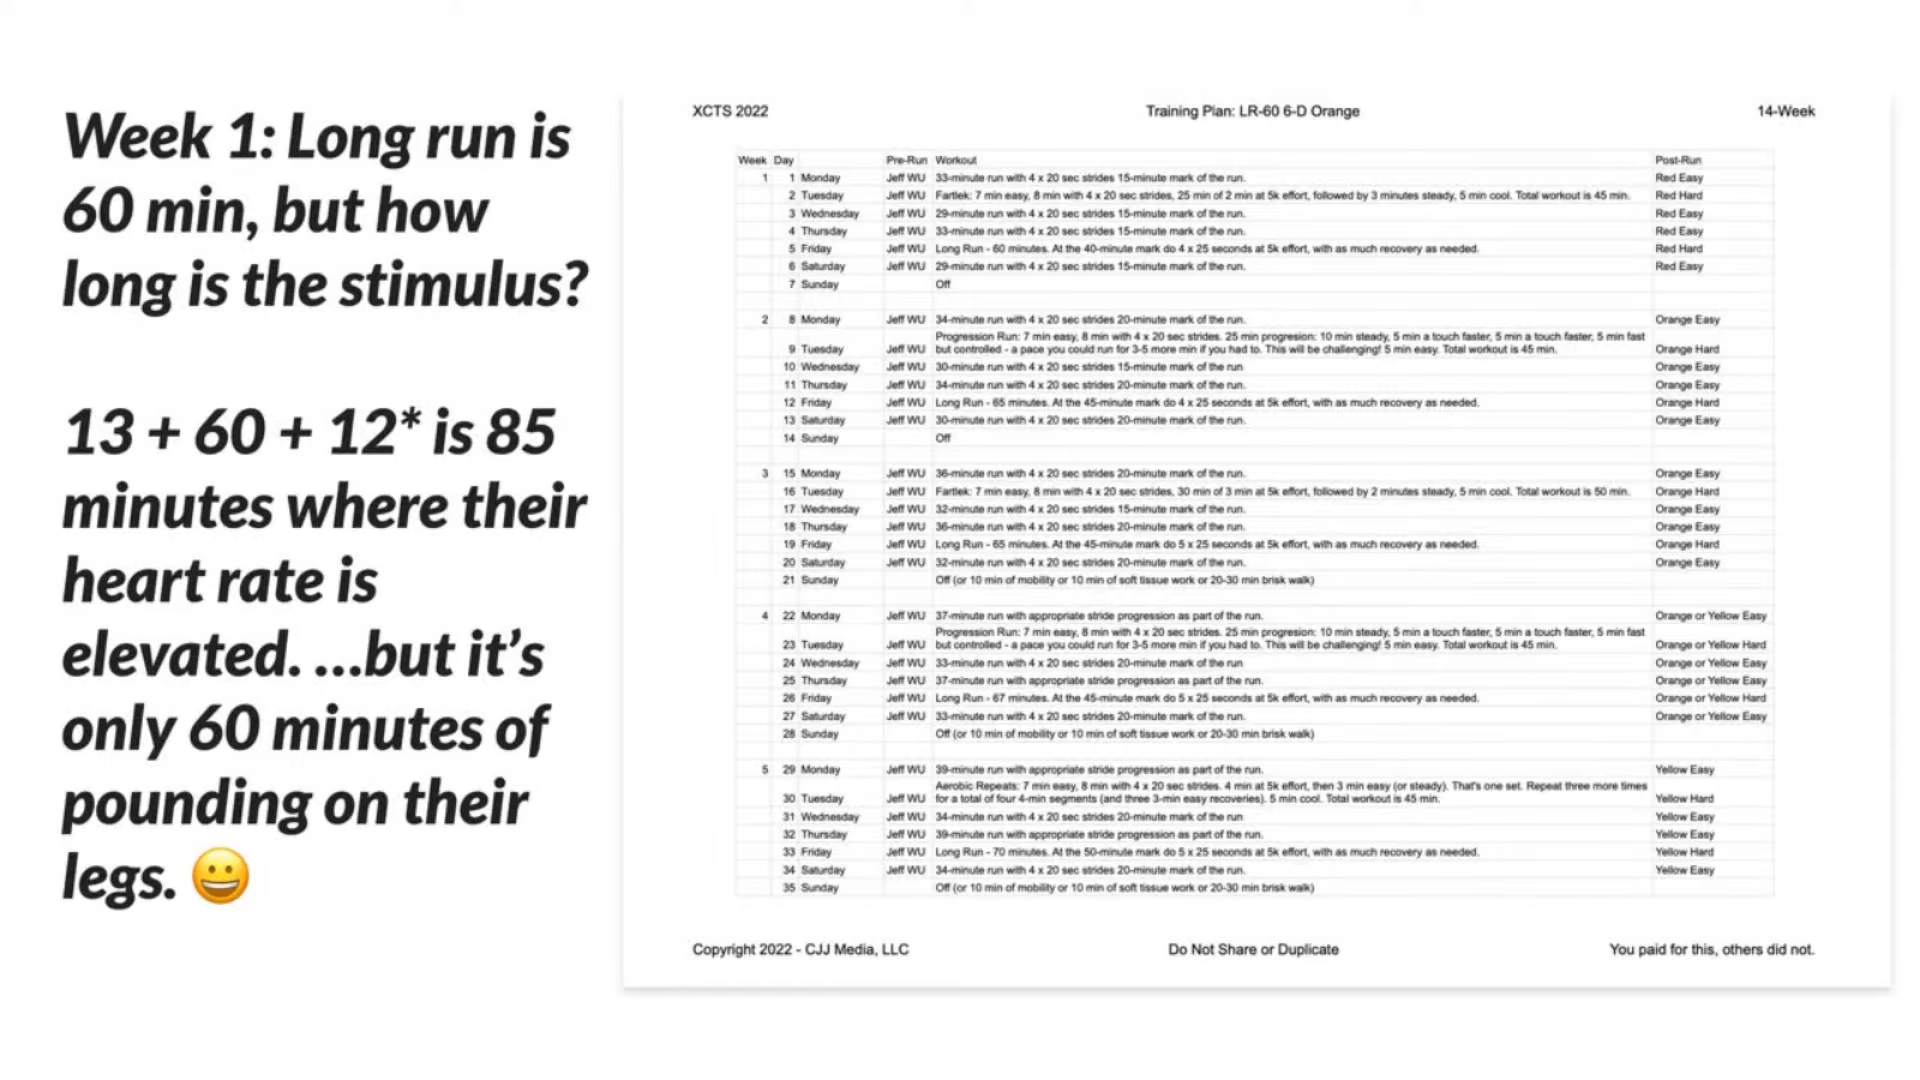 Week 1: Long run is
60 min, but how
long is the stimulus?
13 + 60 + 12* is 85
minutes where their
heart rate is
elevated. ...but it's
only 60 minutes of
pounding on their
legs. 😀
XCTS 2022 Training Plan: LR-60 6-D Orange 14-Week
Week Day Pre-Run Workout Post-Run
1 1 Monday Jeff WU 33-minute run with 4 x 20 sec strides 15-minute mark of the run. Red Easy
2 Tuesday Jeff WU Fartlek: 7 min easy, 8 min with 4 x 20 sec strides, 25 min of 2 min at 5k effort, followed by 3 minutes steady, 5 min cool. Total workout is 45 min. Red Hard
3 Wednesday Jeff WU 29-minute run with 4 x 20 sec strides 15-minute mark of the run. Red Easy
4 Thursday Jeff WU 33-minute run with 4 x 20 sec strides 15-minute mark of the run. Red Easy
5 Friday Jeff WU Long Run - 60 minutes. At the 40-minute mark do 4 x 25 seconds at 5k effort, with as much recovery as needed. Red Hard
6 Saturday Jeff WU 29-minute run with 4 x 20 sec strides 15-minute mark of the run. Red Easy
7 Sunday Off
2 8 Monday Jeff WU 34-minute run with 4 x 20 sec strides 20-minute mark of the run. Orange Easy
Progression Run: 7 min easy, 8 min with 4 x 20 sec strides. 25 min progresion: 10 min steady, 5 min a touch faster, 5 min a touch faster, 5 min fast
9 Tuesday Jeff WU but controlled - a pace you could run for 3-5 more min if you had to. This will be challenging! 5 min easy. Total workout is 45 min. Orange Hard
10 Wednesday Jeff WU 30-minute run with 4 x 20 sec strides 15-minute mark of the run Orange Easy
11 Thursday Jeff WU 34-minute run with 4 x 20 sec strides 20-minute mark of the run. Orange Easy
12 Friday Jeff WU Long Run - 65 minutes. At the 45-minute mark do 4 x 25 seconds at 5k effort, with as much recovery as needed. Orange Hard
13 Saturday Jeff WU 30-minute run with 4 x 20 sec strides 20-minute mark of the run. Orange Easy
14 Sunday Off
3 15 Monday Jeff WU 36-minute run with 4 x 20 sec strides 20-minute mark of the run. Orange Easy
16 Tuesday Jeff WU Fartlek: 7 min easy, 8 min with 4 x 20 sec strides, 30 min of 3 min at 5k effort, followed by 2 minutes steady, 5 min cool. Total workout is 50 min. Orange Hard
17 Wednesday Jeff WU 32-minute run with 4 x 20 sec strides 15-minute mark of the run. Orange Easy
18 Thursday Jeff WU 36-minute run with 4 x 20 sec strides 20-minute mark of the run. Orange Easy
19 Friday Jeff WU Long Run - 65 minutes. At the 45-minute mark do 5 x 25 seconds at 5k effort, with as much recovery as needed. Orange Hard
20 Saturday Jeff WU 32-minute run with 4 x 20 sec strides 20-minute mark of the run. Orange Easy
21 Sunday Off (or 10 min of mobility or 10 min of soft tissue work or 20-30 min brisk walk)
4 22 Monday Jeff WU 37-minute run with appropriate stride progression as part of the run. Orange or Yellow Easy
Progression Run: 7 min easy, 8 min with 4 x 20 sec strides. 25 min progresion: 10 min steady, 5 min a touch faster, 5 min a touch faster, 5 min fast
23 Tuesday Jeff WU but controlled - a pace you could run for 3-5 more min if you had to. This will be challenging! 5 min easy. Total workout is 45 min. Orange or Yellow Hard
24 Wednesday Jeff WU 33-minute run with 4 x 20 sec strides 20-minute mark of the run Orange or Yellow Easy
25 Thursday Jeff WU 37-minute run with appropriate stride progression as part of the run. Orange or Yellow Easy
26 Friday Jeff WU Long Run - 67 minutes. At the 45-minute mark do 5 x 25 seconds at 5k effort, with as much recovery as needed. Orange or Yellow Hard
27 Saturday Jeff WU 33-minute run with 4 x 20 sec strides 20-minute mark of the run. Orange or Yellow Easy
28 Sunday Off (or 10 min of mobility or 10 min of soft tissue work or 20-30 min brisk walk)
5 29 Monday Jeff WU 39-minute run with appropriate stride progression as part of the run. Yellow Easy
Aerobic Repeats: 7 min easy, 8 min with 4 x 20 sec strides. 4 min at 5k effort, then 3 min easy (or steady). That's one set. Repeat three more times
30 Tuesday Jeff WU for a total of four 4-min segments (and three 3-min easy recoveries). 5 min cool. Total workout is 45 min. Yellow Hard
31 Wednesday Jeff WU 34-minute run with 4 x 20 sec strides 20-minute mark of the run Yellow Easy
32 Thursday Jeff WU 39-minute run with appropriate stride progression as part of the run. Yellow Easy
33 Friday Jeff WU Long Run - 70 minutes. At the 50-minute mark do 5 x 25 seconds at 5k effort, with as much recovery as needed. Yellow Hard
34 Saturday Jeff WU 34-minute run with 4 x 20 sec strides 20-minute mark of the run. Yellow Easy
35 Sunday Off (or 10 min of mobility or 10 min of soft tissue work or 20-30 min brisk walk)
Copyright 2022 - CJJ Media, LLC Do Not Share or Duplicate You paid for this, others did not.